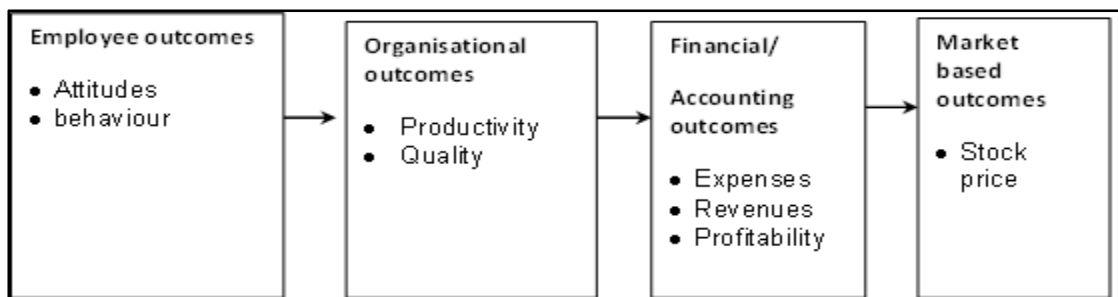 Employee outcomes
• Attitudes
• behaviour
Organisational
outcomes
• Productivity
• Quality
Financial/
Accounting
outcomes
• Expenses
• Revenues
• Profitability
Market
based
outcomes
• Stock
price